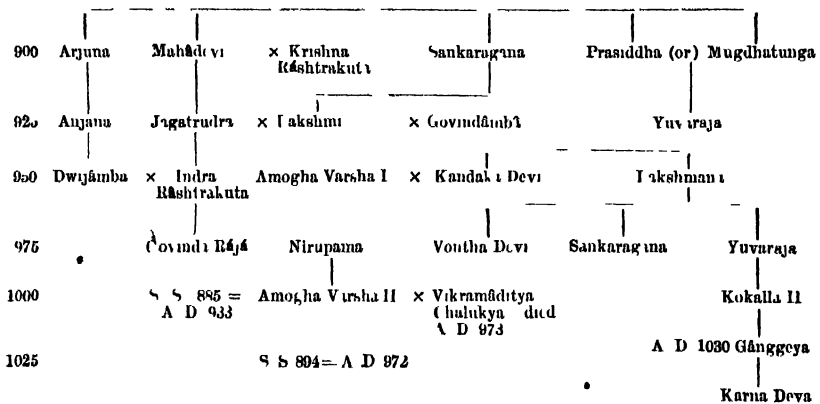 900 Arjuna Mahâdevi × Krishna Sankaragana Prasiddha (or) Mugdhatunga
Râshtrakuta
925 Anjana Jagatrudra × Lakshmi × Govindâmbâ Yuvaraja
950 Dwijâmba × Indra Amogha Varsha I × Kandaka Devi Lakshmana
Râshtrakuta
975 Govinda Râjâ Nirupama Vontha Devi Sankaragana Yuvaraja
1000 S S 885 = Amogha Varsha II × Vikramâditya Kokalla II
A D 933 Chalukya died
A D 973
A D 1030 Gânggeya
1025 S S 894 = A D 972
Karna Deva